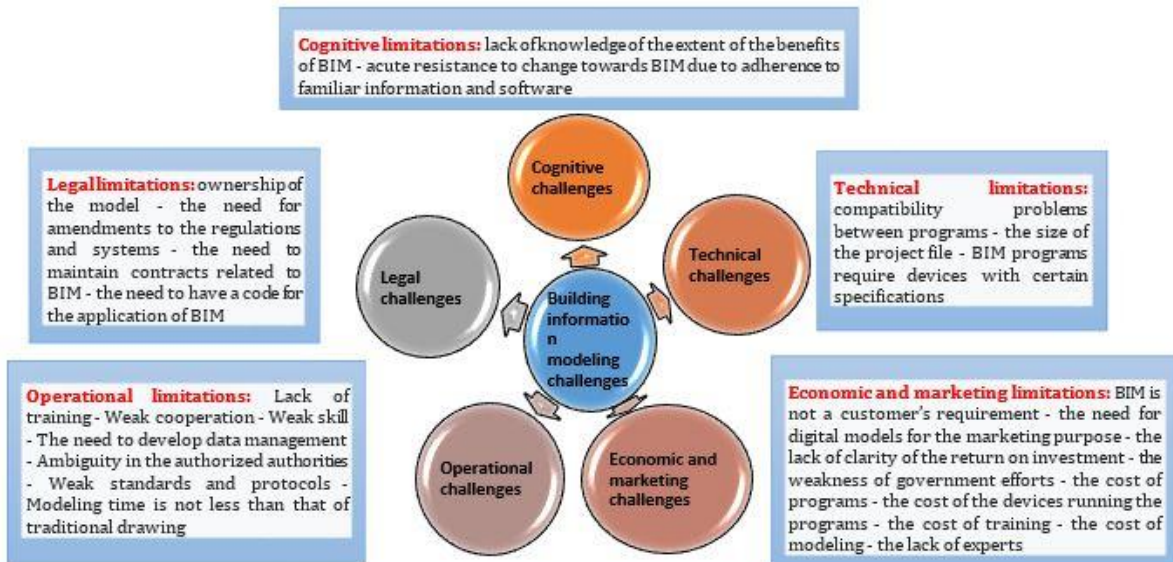 Cognitive limitations: lack of knowledge of the extent of the benefits
of BIM - acute resistance to change towards BIM due to adherence to
familiar information and software
Cognitive
challenges
Legal limitations: ownership of
the model - the need for
amendments to the regulations
and systems - the need to
maintain contracts related to
BIM - the need to have a code for
the application of BIM
Legal
challenges
Technical
challenges
Technical limitations:
compatibility problems
between programs - the size of
the project file - BIM programs
require devices with certain
specifications
Building
informatio
n
modeling
challenges
Operational limitations: Lack of
training - Weak cooperation - Weak skill
- The need to develop data management
- Ambiguity in the authorized authorities
- Weak standards and protocols -
Modeling time is not less than that of
traditional drawing
Operational
challenges
Economic and
marketing
challenges
Economic and marketing limitations: BIM is
not a customer's requirement - the need for
digital models for the marketing purpose - the
lack of clarity of the return on investment - the
weakness of government efforts - the cost of
programs - the cost of the devices running the
programs - the cost of training - the cost of
modeling - the lack of experts